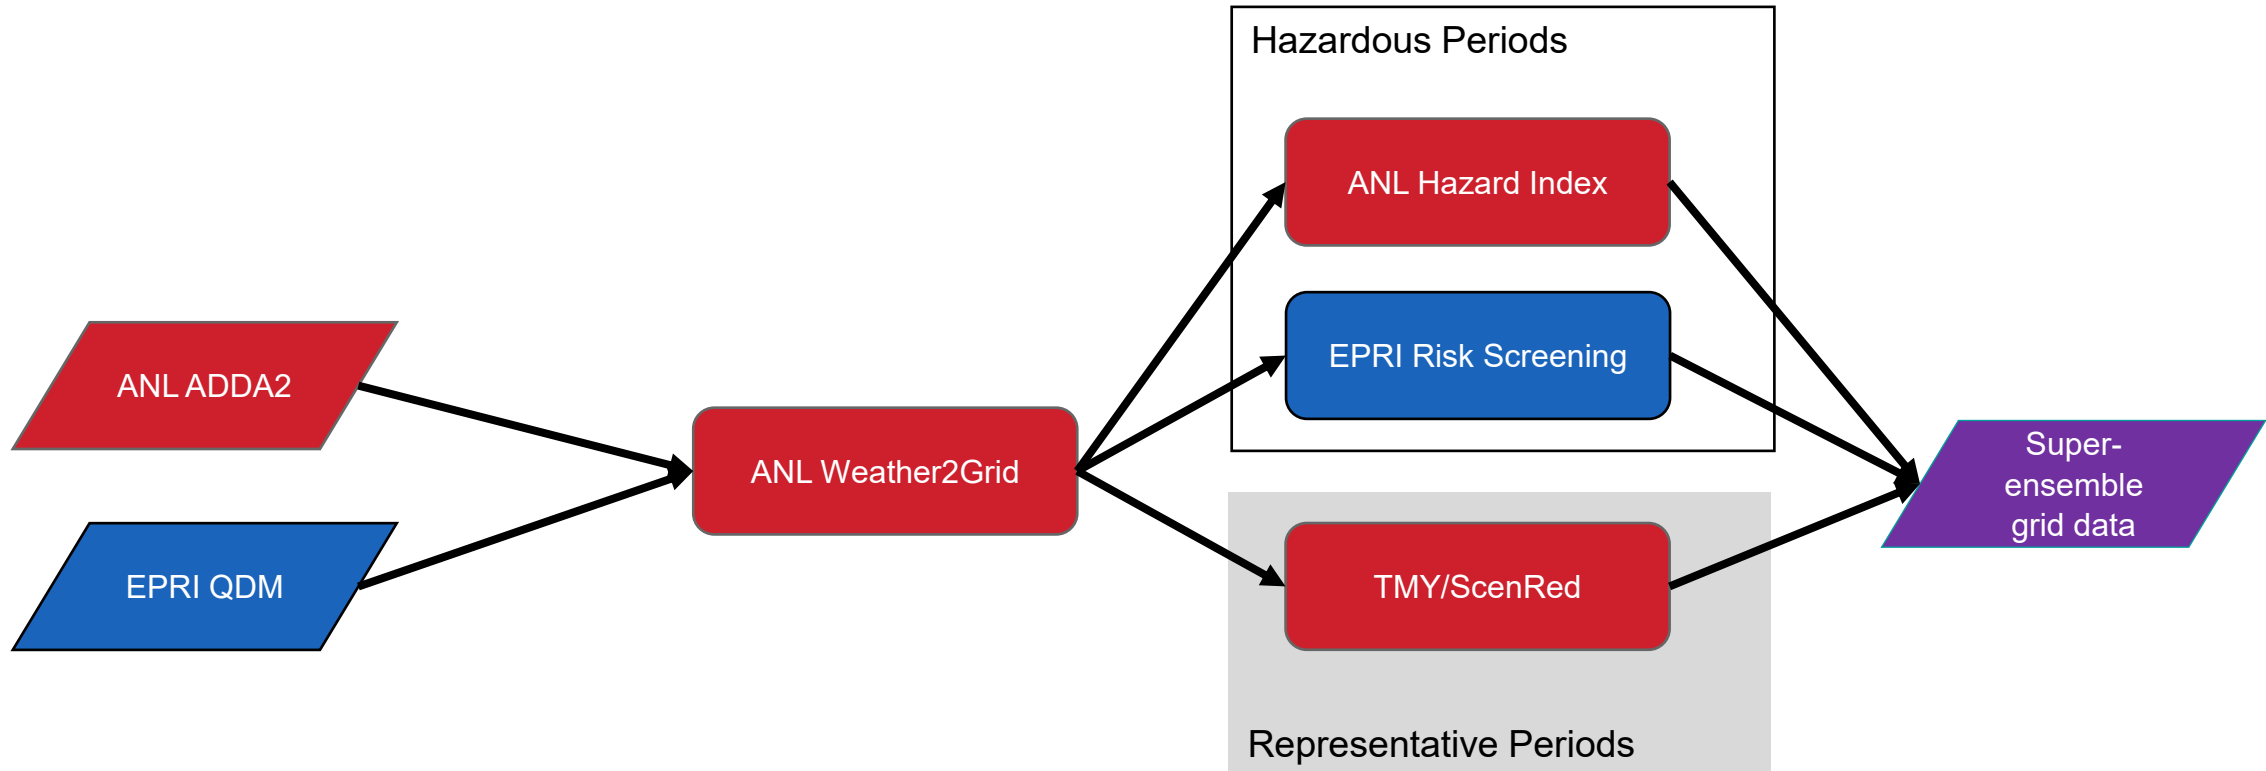 Hazardous Periods
ANL Hazard Index
EPRI Risk Screening
ANL ADDA2
ANL Weather2Grid
Super-
ensemble
grid data
EPRI QDM
TMY/ScenRed
Representative Periods